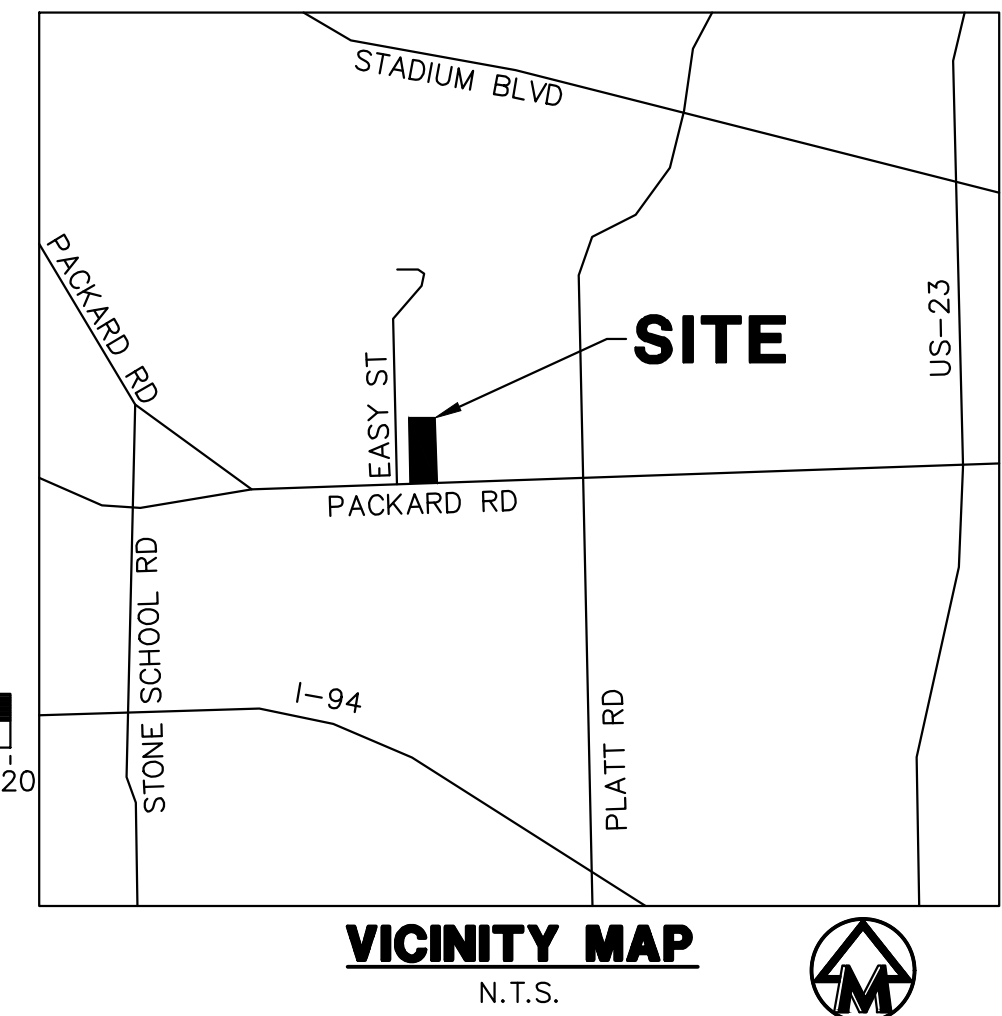 STADIUM BLVD
PACKARD RD
US-23
SITE
EASY ST
PACKARD RD
STONE SCHOOL RD
I-94
PLATT RD
20
VICINITY MAP
N.T.S.
M